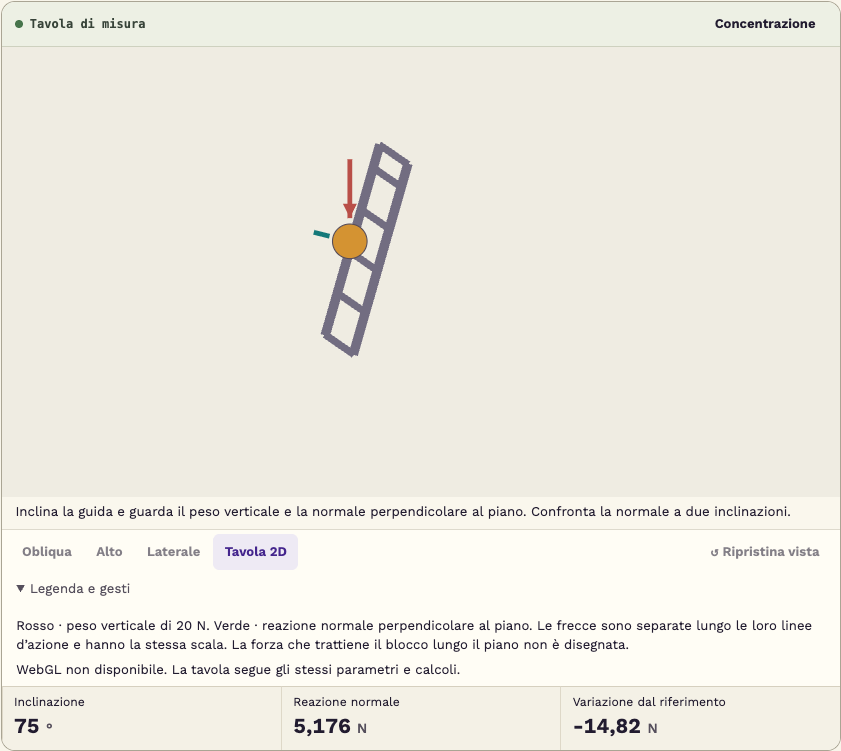 Tavola di misura
Concentrazione
Inclina la guida e guarda il peso verticale e la normale perpendicolare al piano. Confronta la normale a due inclinazioni.
Obliqua Alto Laterale Tavola 2D ↺ Ripristina vista
▼ Legenda e gesti
Rosso · peso verticale di 20 N. Verde · reazione normale perpendicolare al piano. Le frecce sono separate lungo le loro linee
d’azione e hanno la stessa scala. La forza che trattiene il blocco lungo il piano non è disegnata.
WebGL non disponibile. La tavola segue gli stessi parametri e calcoli.
Inclinazione
75 °
Reazione normale
5,176 N
Variazione dal riferimento
-14,82 N